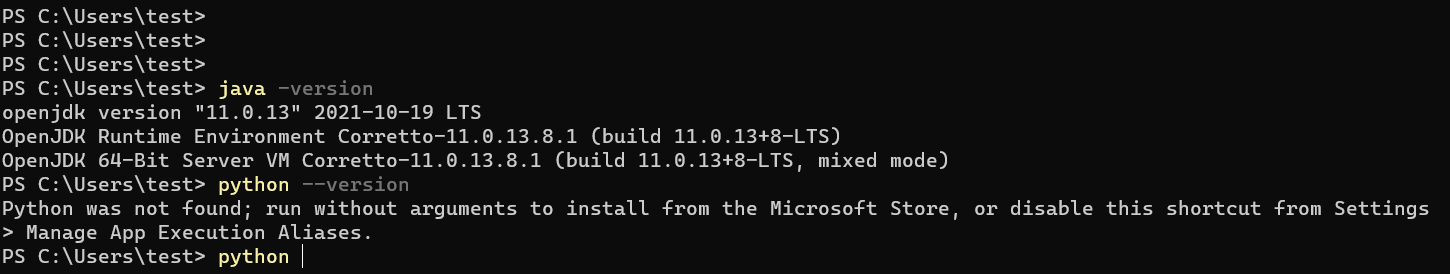 PS C:\Users\test>
PS C:\Users\test>
PS C:\Users\test>
PS C:\Users\test> java -version
openjdk version "11.0.13" 2021-10-19 LTS
OpenJDK Runtime Environment Corretto-11.0.13.8.1 (build 11.0.13+8-LTS)
OpenJDK 64-Bit Server VM Corretto-11.0.13.8.1 (build 11.0.13+8-LTS, mixed mode)
PS C:\Users\test> python --version
Python was not found; run without arguments to install from the Microsoft Store, or disable this shortcut from Settings
> Manage App Execution Aliases.
PS C:\Users\test> python